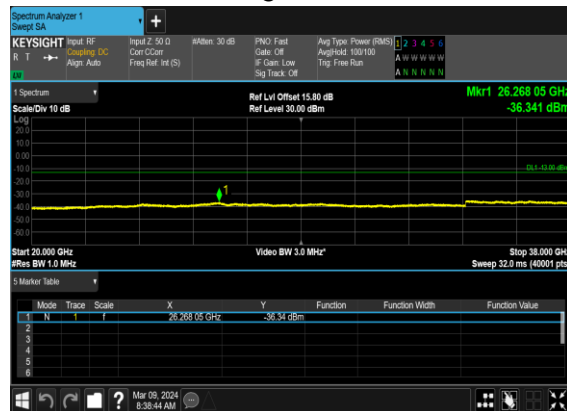 Spectrum Analyzer 1
Swept SA
KEYSIGHT
R T
LW
Input: RF
Coupling: DC
Align: Auto
Input Z: 50 Ω
Corr CCorr
Freq Ref: Int (S)
#Atten: 30 dB
PNO: Fast
Gate: Off
IF Gain: Low
Sig Track: Off
Avg Type: Power (RMS)
Avg|Hold: 100/100
Trig: Free Run
1 2 3 4 5 6
A W W W W W
A N N N N N
1 Spectrum
Scale/Div 10 dB
Ref Lvl Offset 15.80 dB
Ref Level 30.00 dBm
Mkr1 26.268 05 GHz
-36.341 dBm
Log
20.0
10.0
0.00
-10.0
-20.0
-30.0
-40.0
-50.0
-60.0
DL1 -13.00 dBm
1
Start 20.000 GHz
#Res BW 1.0 MHz
Video BW 3.0 MHz*
Stop 38.000 GHz
Sweep 32.0 ms (40001 pts)
5 Marker Table
Mode Trace Scale X Y Function Function Width Function Value
1 N 1 f 26.268 05 GHz -36.34 dBm
2
3
4
5
6
?
Mar 09, 2024
8:38:44 AM